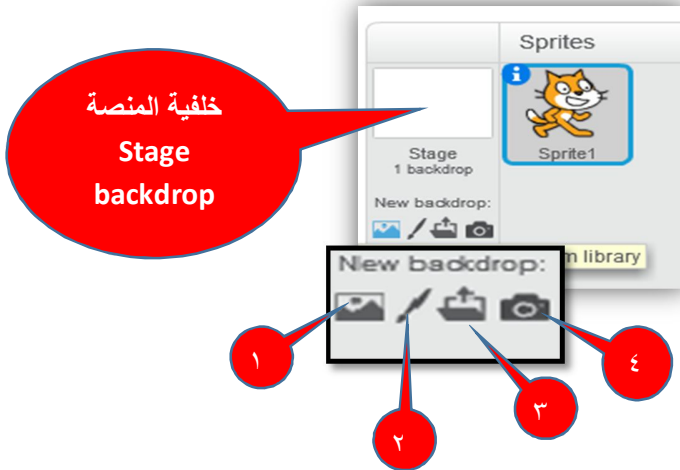 Sprites
خلفية المنصة
Stage
backdrop
i
Stage
1 backdrop
Sprite1
New backdrop:
m library
New backdrop:
١
٢
٣
٤